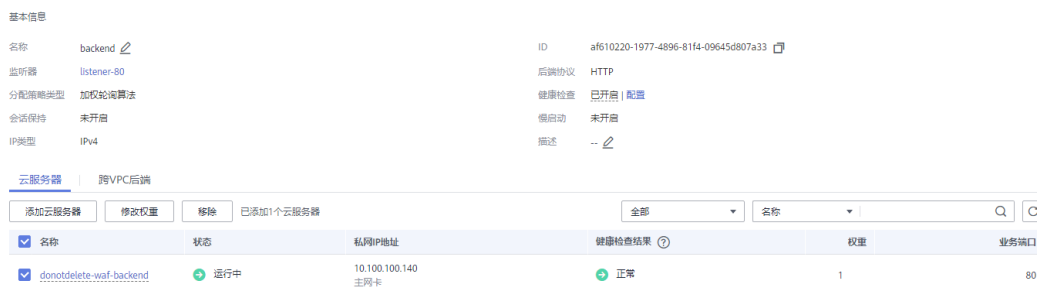 基本信息
名称 backend ID af610220-1977-4896-81f4-09645d807a33
监听器 listener-80 后端协议 HTTP
分配策略类型 加权轮询算法 健康检查 已开启 | 配置
会话保持 未开启 慢启动 未开启
IP类型 IPv4 描述 --
云服务器 跨VPC后端
添加云服务器 修改权重 移除 已添加1个云服务器 全部 名称
名称 状态 私网IP地址 健康检查结果 权重 业务端口
donotdelete-waf-backend 运行中 10.100.100.140 正常 1 80
主网卡